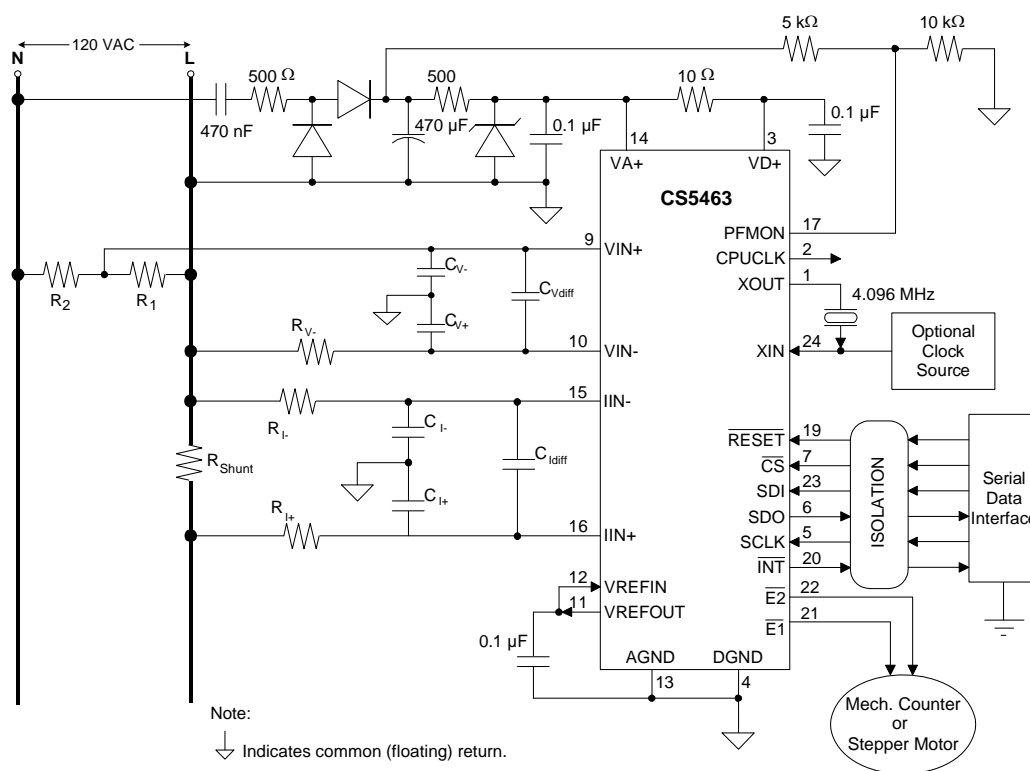 5 kΩ
10 kΩ
120 VAC
N
L
500 Ω
500
10 Ω
470 nF
470 µF
0.1 µF
0.1 µF
14
3
VA+
VD+
CS5463
17
PFMON
9
VIN+
2
CPUCLK
1
XOUT
4.096 MHz
R2
R1
CV-
CVdiff
CV+
RV-
10
VIN-
24
XIN
Optional
Clock
Source
15
IIN-
RI-
CI-
CIdiff
RShunt
CI+
RI+
16
IIN+
19
RESET
7
CS
23
SDI
6
SDO
5
SCLK
20
INT
ISOLATION
Serial
Data
Interface
12
VREFIN
11
VREFOUT
22
E2
21
E1
0.1 µF
AGND
DGND
13
4
Mech. Counter
or
Stepper Motor
Note:
Indicates common (floating) return.